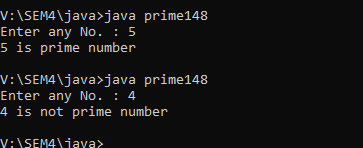 V:\SEM4\java>java prime148
Enter any No. : 5
5 is prime number
V:\SEM4\java>java prime148
Enter any No. : 4
4 is not prime number
V:\SEM4\java>